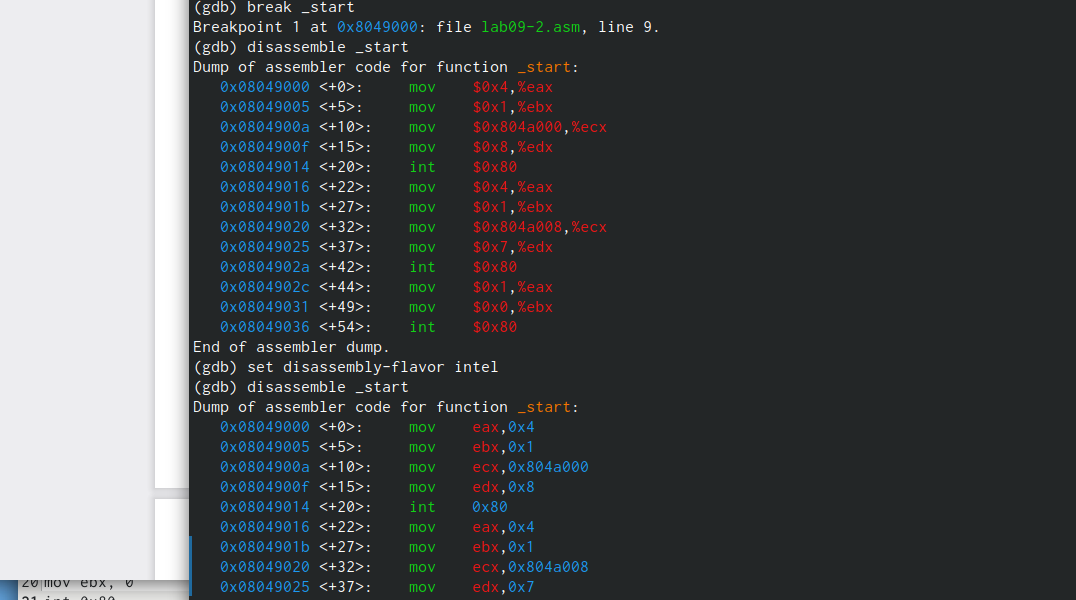 (gdb) break _start
Breakpoint 1 at 0x8049000: file lab09-2.asm, line 9.
(gdb) disassemble _start
Dump of assembler code for function _start:
   0x08049000 <+0>:     mov    $0x4,%eax
   0x08049005 <+5>:     mov    $0x1,%ebx
   0x0804900a <+10>:    mov    $0x804a000,%ecx
   0x0804900f <+15>:    mov    $0x8,%edx
   0x08049014 <+20>:    int    $0x80
   0x08049016 <+22>:    mov    $0x4,%eax
   0x0804901b <+27>:    mov    $0x1,%ebx
   0x08049020 <+32>:    mov    $0x804a008,%ecx
   0x08049025 <+37>:    mov    $0x7,%edx
   0x0804902a <+42>:    int    $0x80
   0x0804902c <+44>:    mov    $0x1,%eax
   0x08049031 <+49>:    mov    $0x0,%ebx
   0x08049036 <+54>:    int    $0x80
End of assembler dump.
(gdb) set disassembly-flavor intel
(gdb) disassemble _start
Dump of assembler code for function _start:
   0x08049000 <+0>:     mov    eax,0x4
   0x08049005 <+5>:     mov    ebx,0x1
   0x0804900a <+10>:    mov    ecx,0x804a000
   0x0804900f <+15>:    mov    edx,0x8
   0x08049014 <+20>:    int    0x80
   0x08049016 <+22>:    mov    eax,0x4
   0x0804901b <+27>:    mov    ebx,0x1
   0x08049020 <+32>:    mov    ecx,0x804a008
   0x08049025 <+37>:    mov    edx,0x7
20 mov ebx, 0